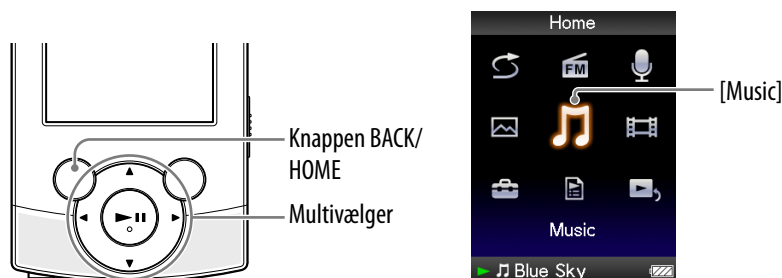 Knappen BACK/
HOME
Multivælger
Home
FM
[Music]
Music
Blue Sky